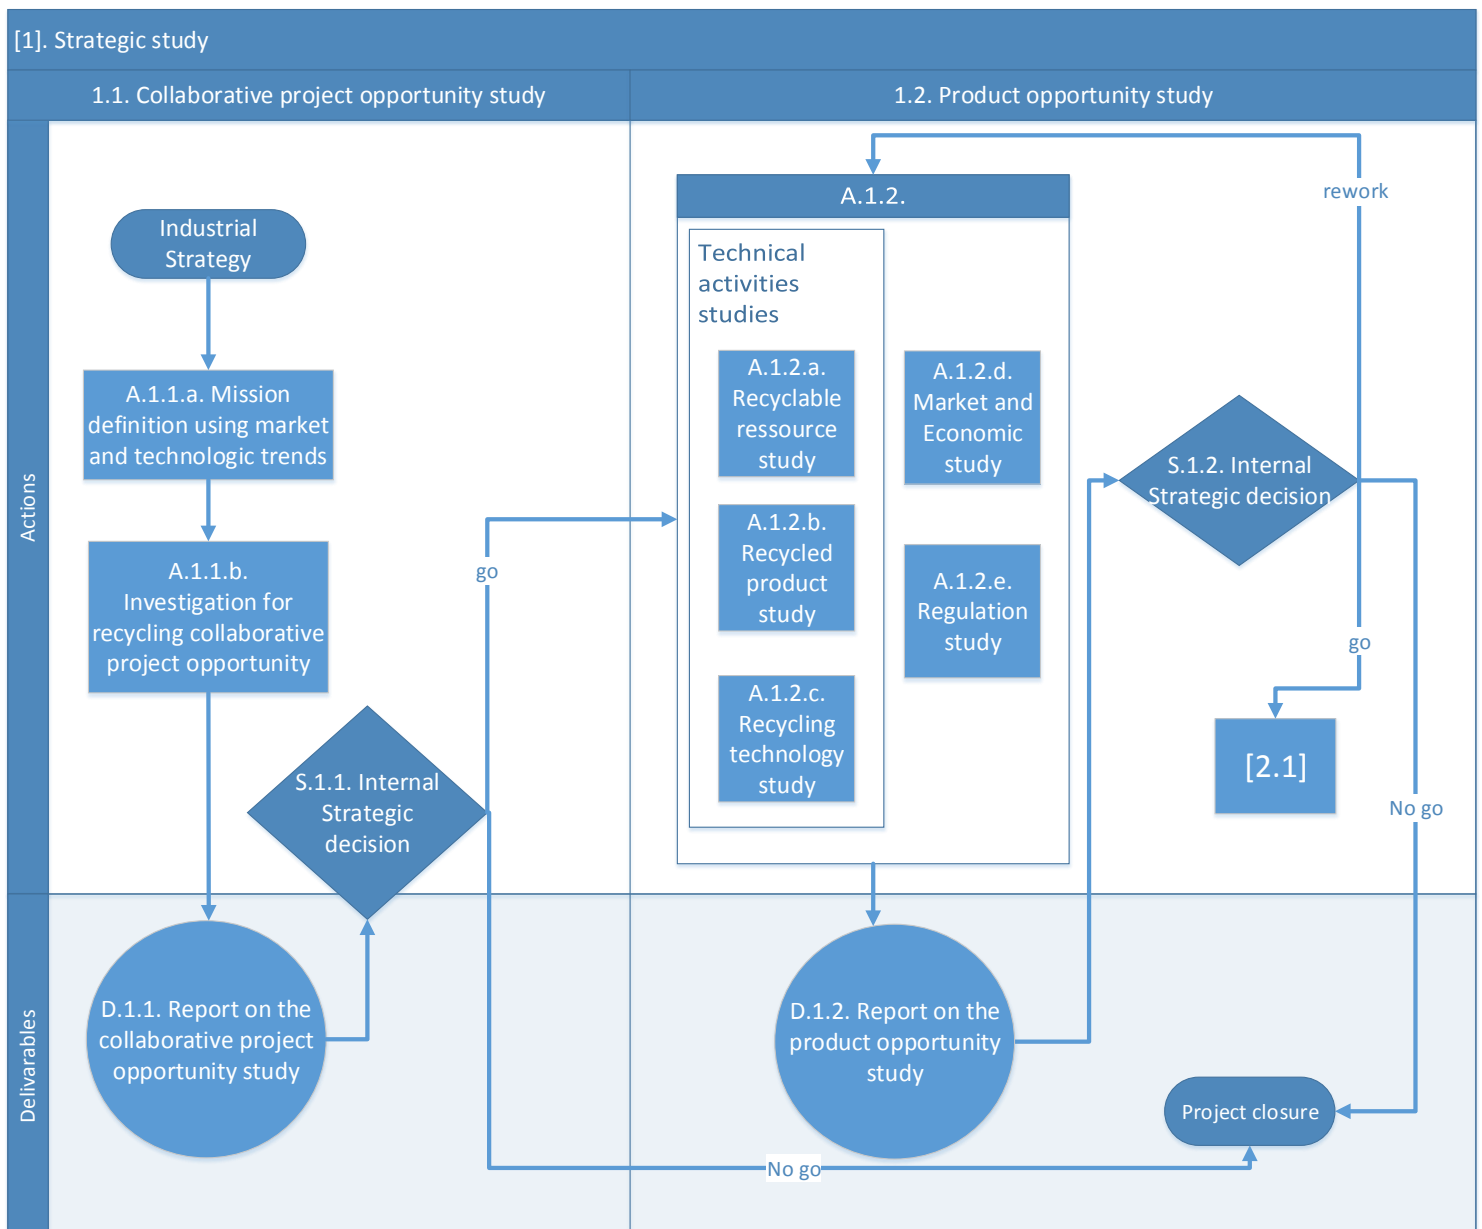 [1]. Strategic study
1.1. Collaborative project opportunity study
1.2. Product opportunity study
Actions
Industrial
Strategy
A.1.1.a. Mission
definition using market
and technologic trends
A.1.1.b.
Investigation for
recycling collaborative
project opportunity
S.1.1. Internal
Strategic
decision
go
A.1.2.
Technical
activities
studies
A.1.2.a.
Recyclable
ressource
study
A.1.2.b.
Recycled
product
study
A.1.2.c.
Recycling
technology
study
A.1.2.d.
Market and
Economic
study
A.1.2.e.
Regulation
study
rework
S.1.2. Internal
Strategic decision
go
[2.1]
No go
Delivarables
D.1.1. Report on the
collaborative project
opportunity study
D.1.2. Report on the
product opportunity
study
Project closure
No go